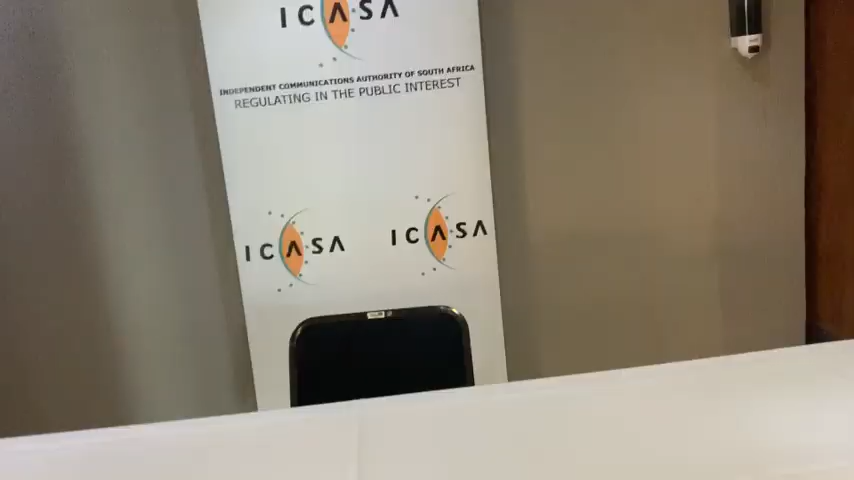 ICASA
INDEPENDENT COMMUNICATIONS AUTHORITY OF SOUTH AFRICA
REGULATING IN THE PUBLIC INTEREST
ICASA ICASA